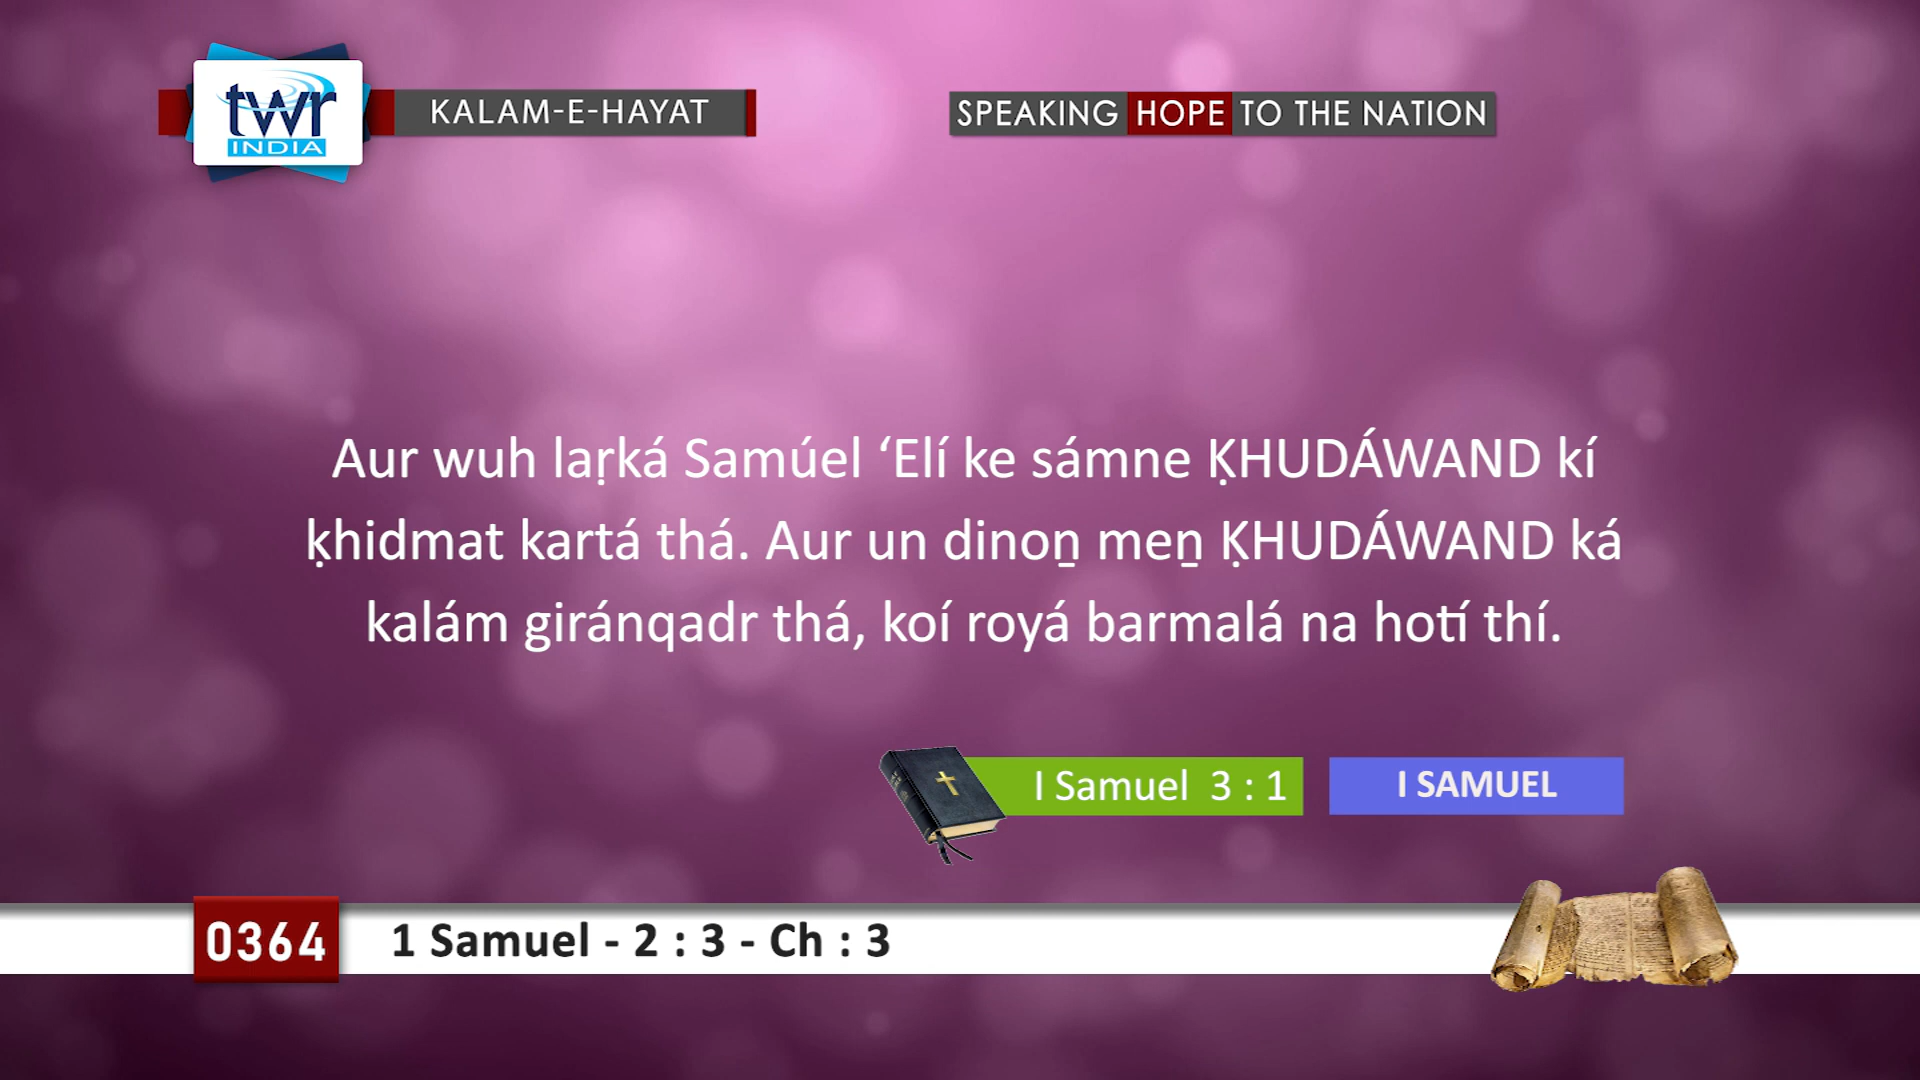 twr
INDIA
KALAM-E-HAYAT
SPEAKING HOPE TO THE NATION
Aur wuh laṛká Samúel ‘Elí ke sámne ḲHUDÁWAND kí
ḳhidmat kartá thá. Aur un dinoṉ meṉ ḲHUDÁWAND ká
kalám giránqadr thá, koí royá barmalá na hotí thí.
I Samuel 3 : 1
I SAMUEL
0364
1 Samuel - 2 : 3 - Ch : 3